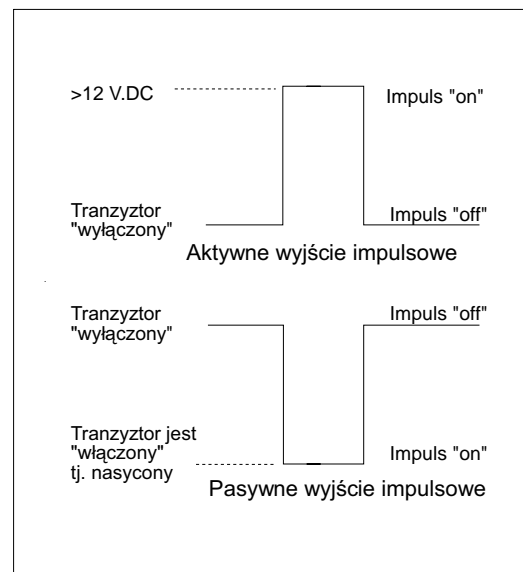 >12 V.DC
Impuls "on"
Tranzyztor
"wyłączony"
Impuls "off"
Aktywne wyjście impulsowe
Tranzyztor
"wyłączony"
Impuls "off"
Tranzyztor jest
"włączony"
tj. nasycony
Impuls "on"
Pasywne wyjście impulsowe